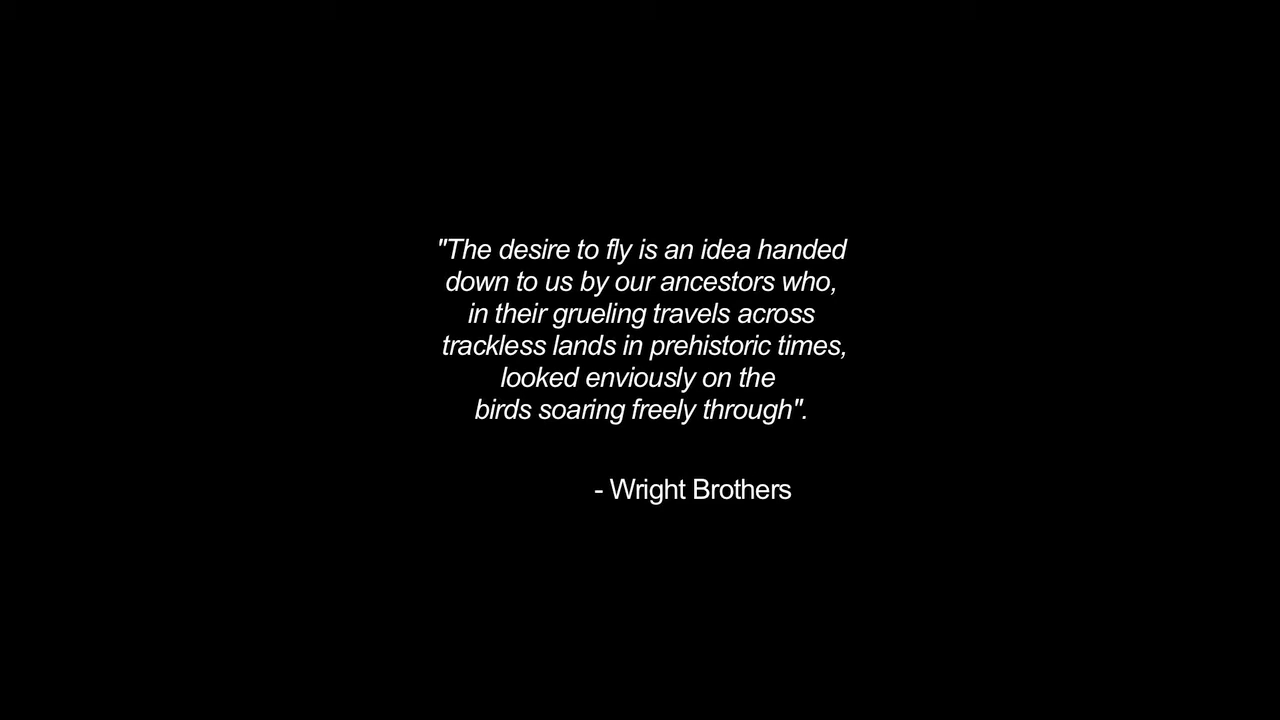 "The desire to fly is an idea handed
down to us by our ancestors who,
in their grueling travels across
trackless lands in prehistoric times,
looked enviously on the
birds soaring freely through".
- Wright Brothers